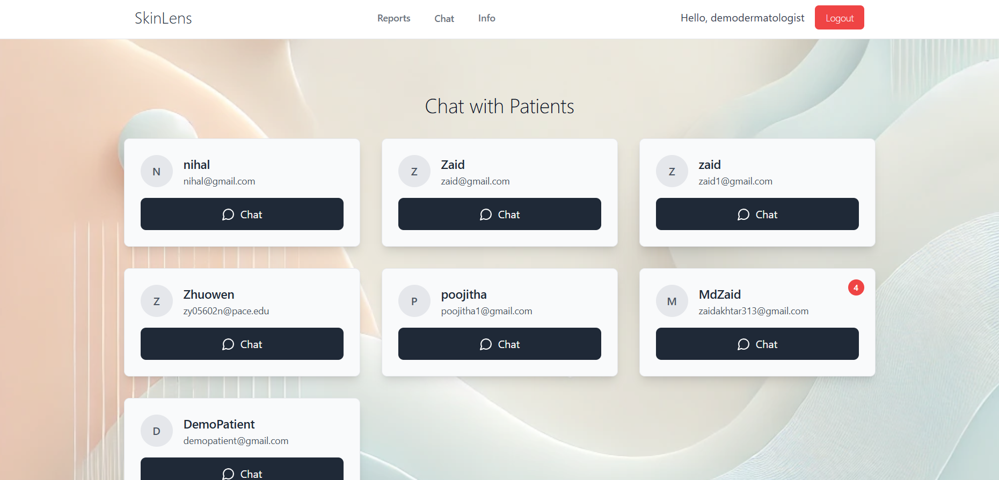 SkinLens
Reports
Chat
Info
Hello, demodermatologist
Logout
Chat with Patients
N
nihal
nihal@gmail.com
Chat
Z
Zaid
zaid@gmail.com
Chat
Z
zaid
zaid1@gmail.com
Chat
Z
Zhuowen
zy05602n@pace.edu
Chat
P
poojitha
poojitha1@gmail.com
Chat
M
MdZaid
zaidakhtar313@gmail.com
4
Chat
D
DemoPatient
demopatient@gmail.com
Chat